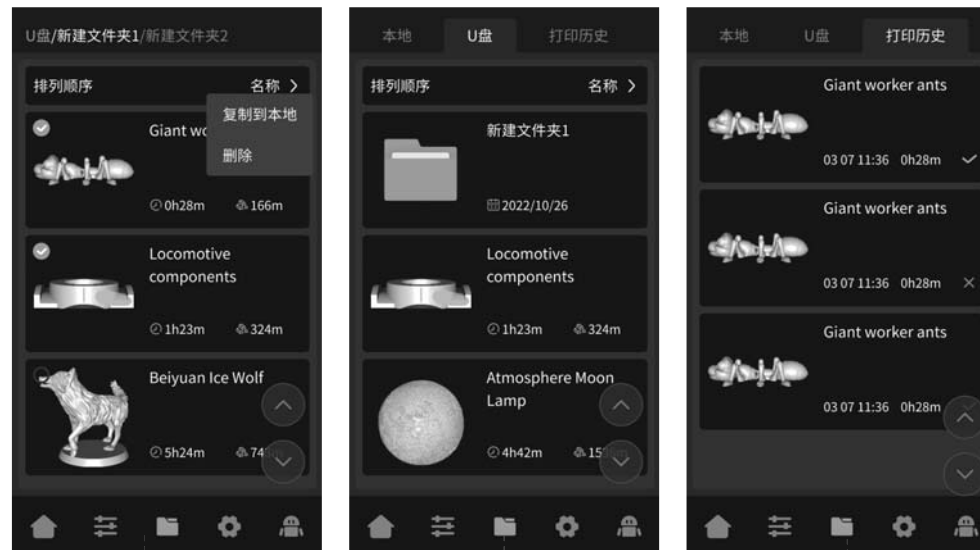 U盘/新建文件夹1/新建文件夹2
排列顺序
名称
复制到本地
删除
Giant wo
0h28m
166m
Locomotive
components
1h23m
324m
Beiyuan Ice Wolf
5h24m
本地
U盘
打印历史
排列顺序
名称
新建文件夹1
2022/10/26
Locomotive
components
1h23m
324m
Atmosphere Moon
Lamp
4h42m
本地
U盘
打印历史
Giant worker ants
03 07 11:36 0h28m
Giant worker ants
03 07 11:36 0h28m
Giant worker ants
03 07 11:36 0h28m